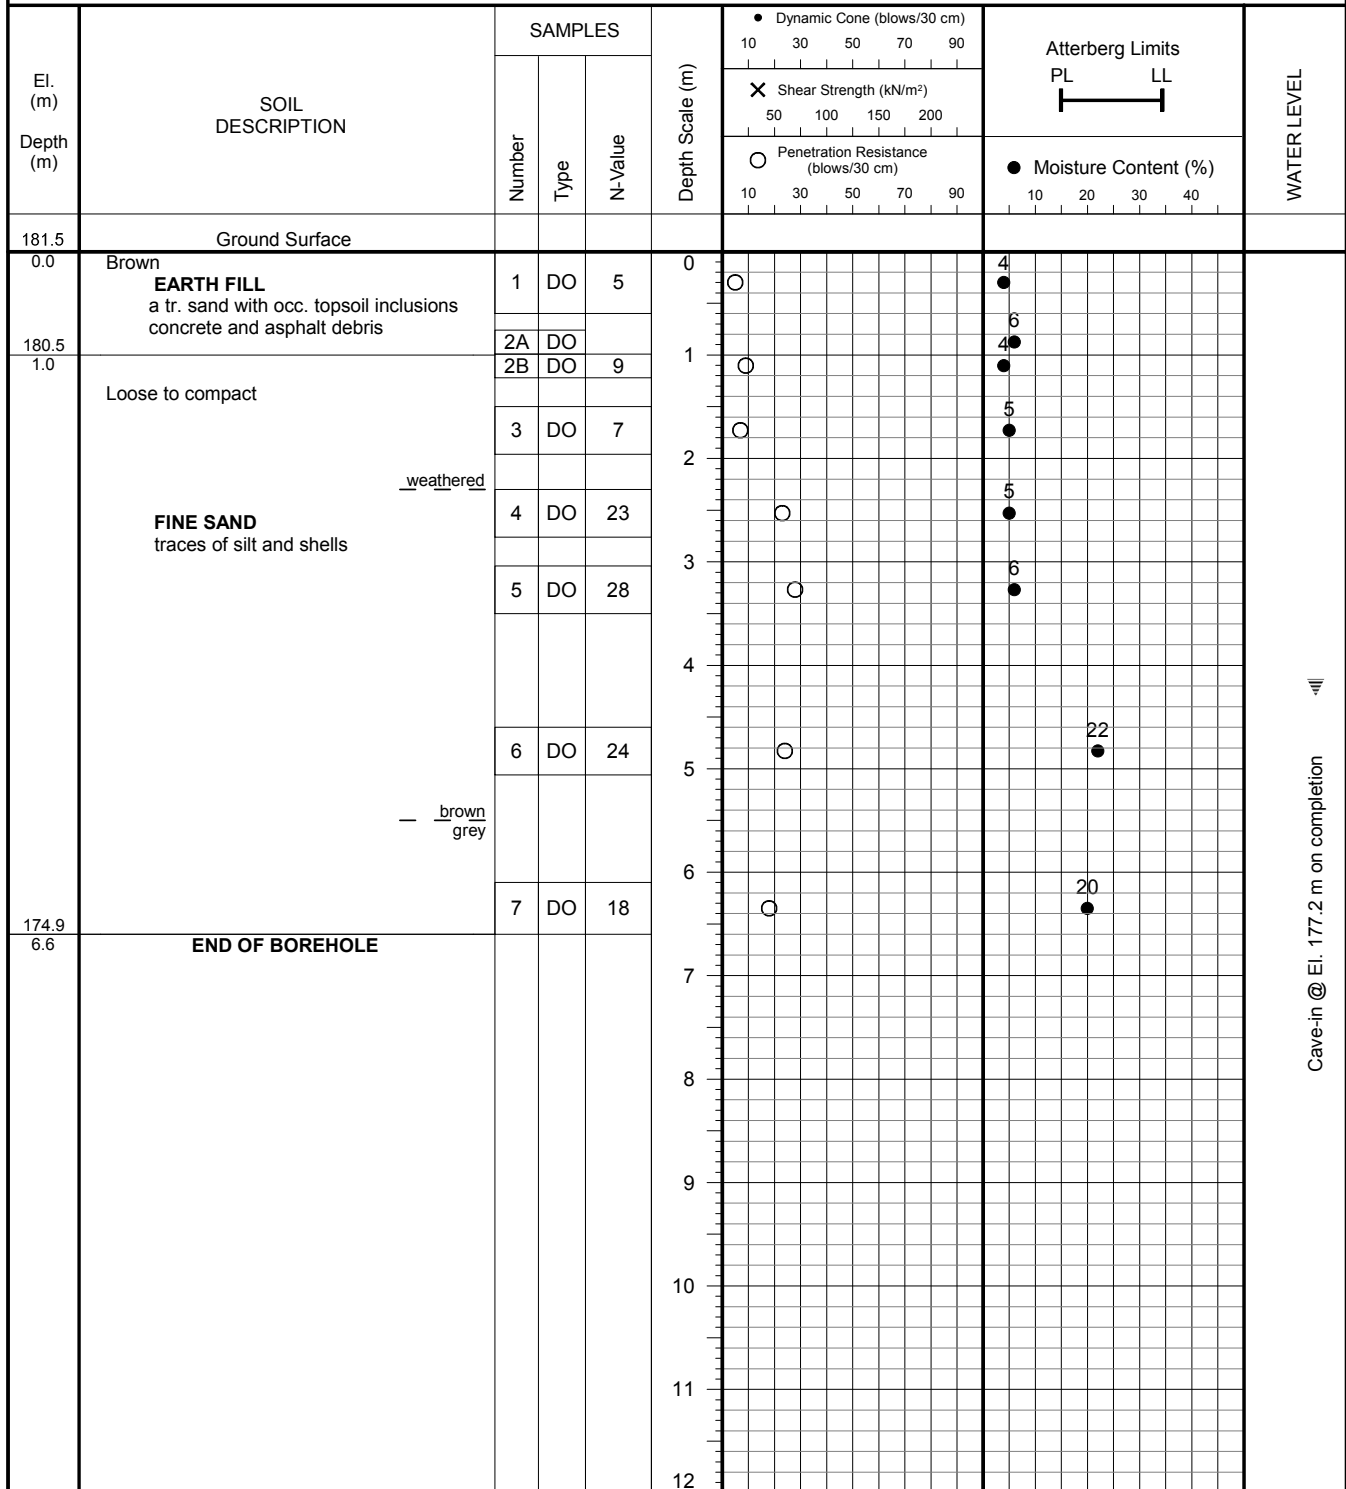 El.
(m)
Depth
(m)
SOIL
DESCRIPTION
SAMPLES
Number
Type
N-Value
Depth Scale (m)
● Dynamic Cone (blows/30 cm)
10 30 50 70 90
✕ Shear Strength (kN/m²)
50 100 150 200
○ Penetration Resistance
(blows/30 cm)
10 30 50 70 90
Atterberg Limits
PL LL
● Moisture Content (%)
10 20 30 40
WATER LEVEL
181.5 Ground Surface
0.0 Brown
EARTH FILL
a tr. sand with occ. topsoil inclusions
concrete and asphalt debris
1 DO 5
0
4
2A DO
6
180.5
1.0
2B DO 9
1
4
Loose to compact
3 DO 7
5
2
weathered
4 DO 23
5
FINE SAND
traces of silt and shells
3
5 DO 28
6
4
6 DO 24
22
5
brown
grey
6
7 DO 18
20
174.9
6.6 END OF BOREHOLE
7
8
9
10
11
12
Cave-in @ El. 177.2 m on completion